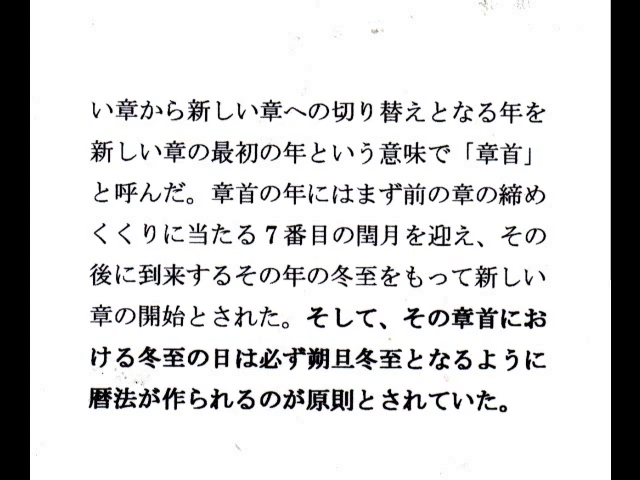 い章から新しい章への切り替えとなる年を
新しい章の最初の年という意味で「章首」
と呼んだ。章首の年にはまず前の章の締め
くくりに当たる7番目の閏月を迎え、その
後に到来するその年の冬至をもって新しい
章の開始とされた。そして、その章首にお
ける冬至の日は必ず朔旦冬至となるように
暦法が作られるのが原則とされていた。